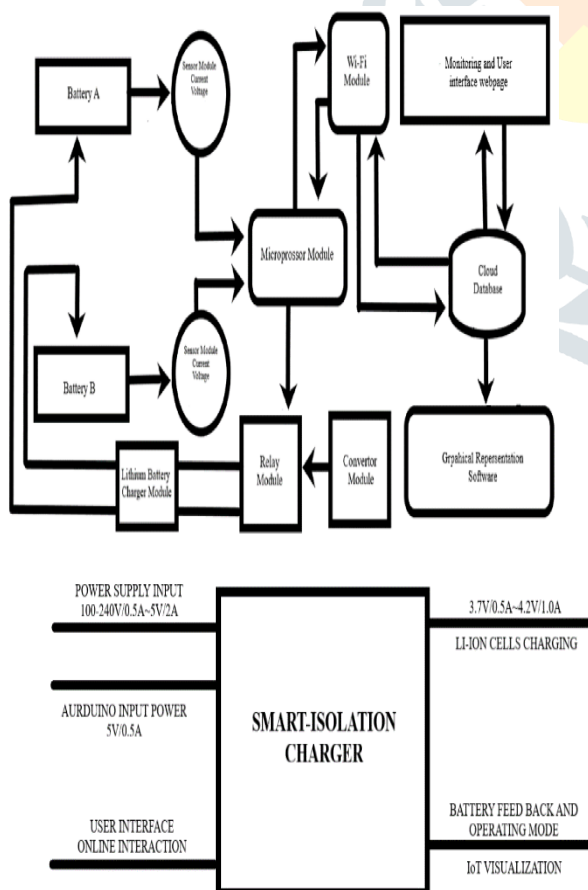 Battery A
Sensor Module
Current
Voltage
Wi-Fi
Module
Monitoring and User
interface webpage
Microprossor Module
Cloud
Database
Battery B
Sensor Module
Current
Voltage
Lithium Battery
Charger Module
Relay
Module
Convertor
Module
Grpahical Repersentation
Software
POWER SUPPLY INPUT
100-240V/0.5A~5V/2A
AURDUINO INPUT POWER
5V/0.5A
USER INTERFACE
ONLINE INTERACTION
SMART-ISOLATION
CHARGER
3.7V/0.5A~4.2V/1.0A
LI-ION CELLS CHARGING
BATTERY FEED BACK AND
OPERATING MODE
IoT VISUALIZATION